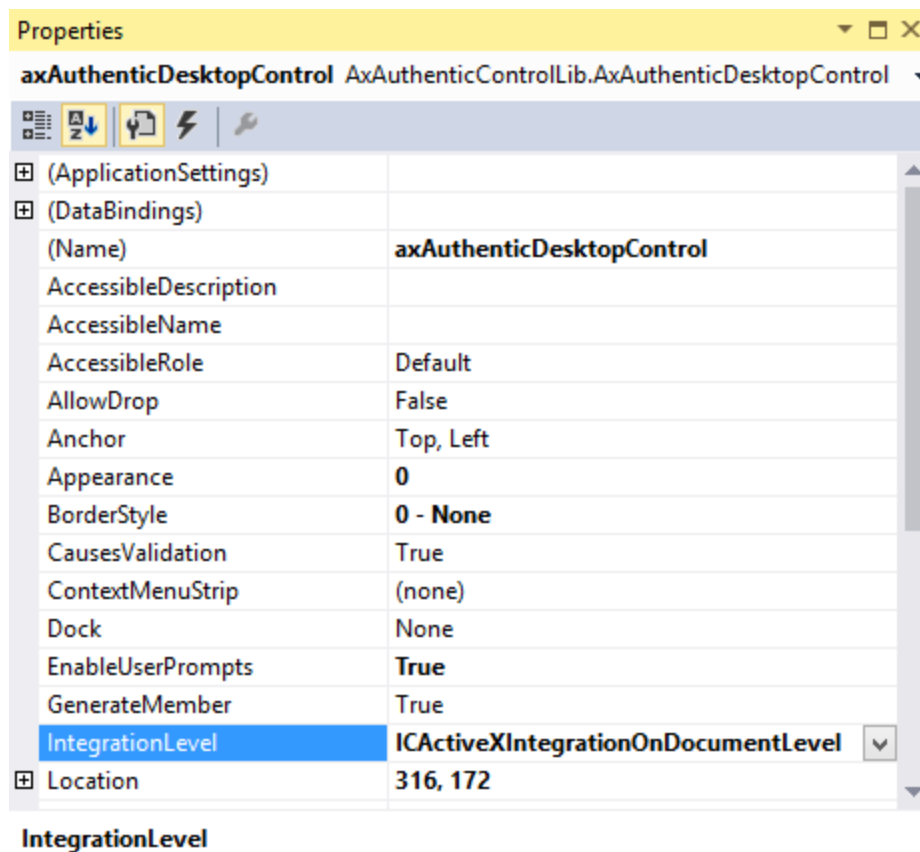 Properties
axAuthenticDesktopControl AxAuthenticControlLib.AxAuthenticDesktopControl
(ApplicationSettings)
(DataBindings)
(Name) axAuthenticDesktopControl
AccessibleDescription
AccessibleName
AccessibleRole Default
AllowDrop False
Anchor Top, Left
Appearance 0
BorderStyle 0 - None
CausesValidation True
ContextMenuStrip (none)
Dock None
EnableUserPrompts True
GenerateMember True
IntegrationLevel ICActiveXIntegrationOnDocumentLevel
Location 316, 172
IntegrationLevel